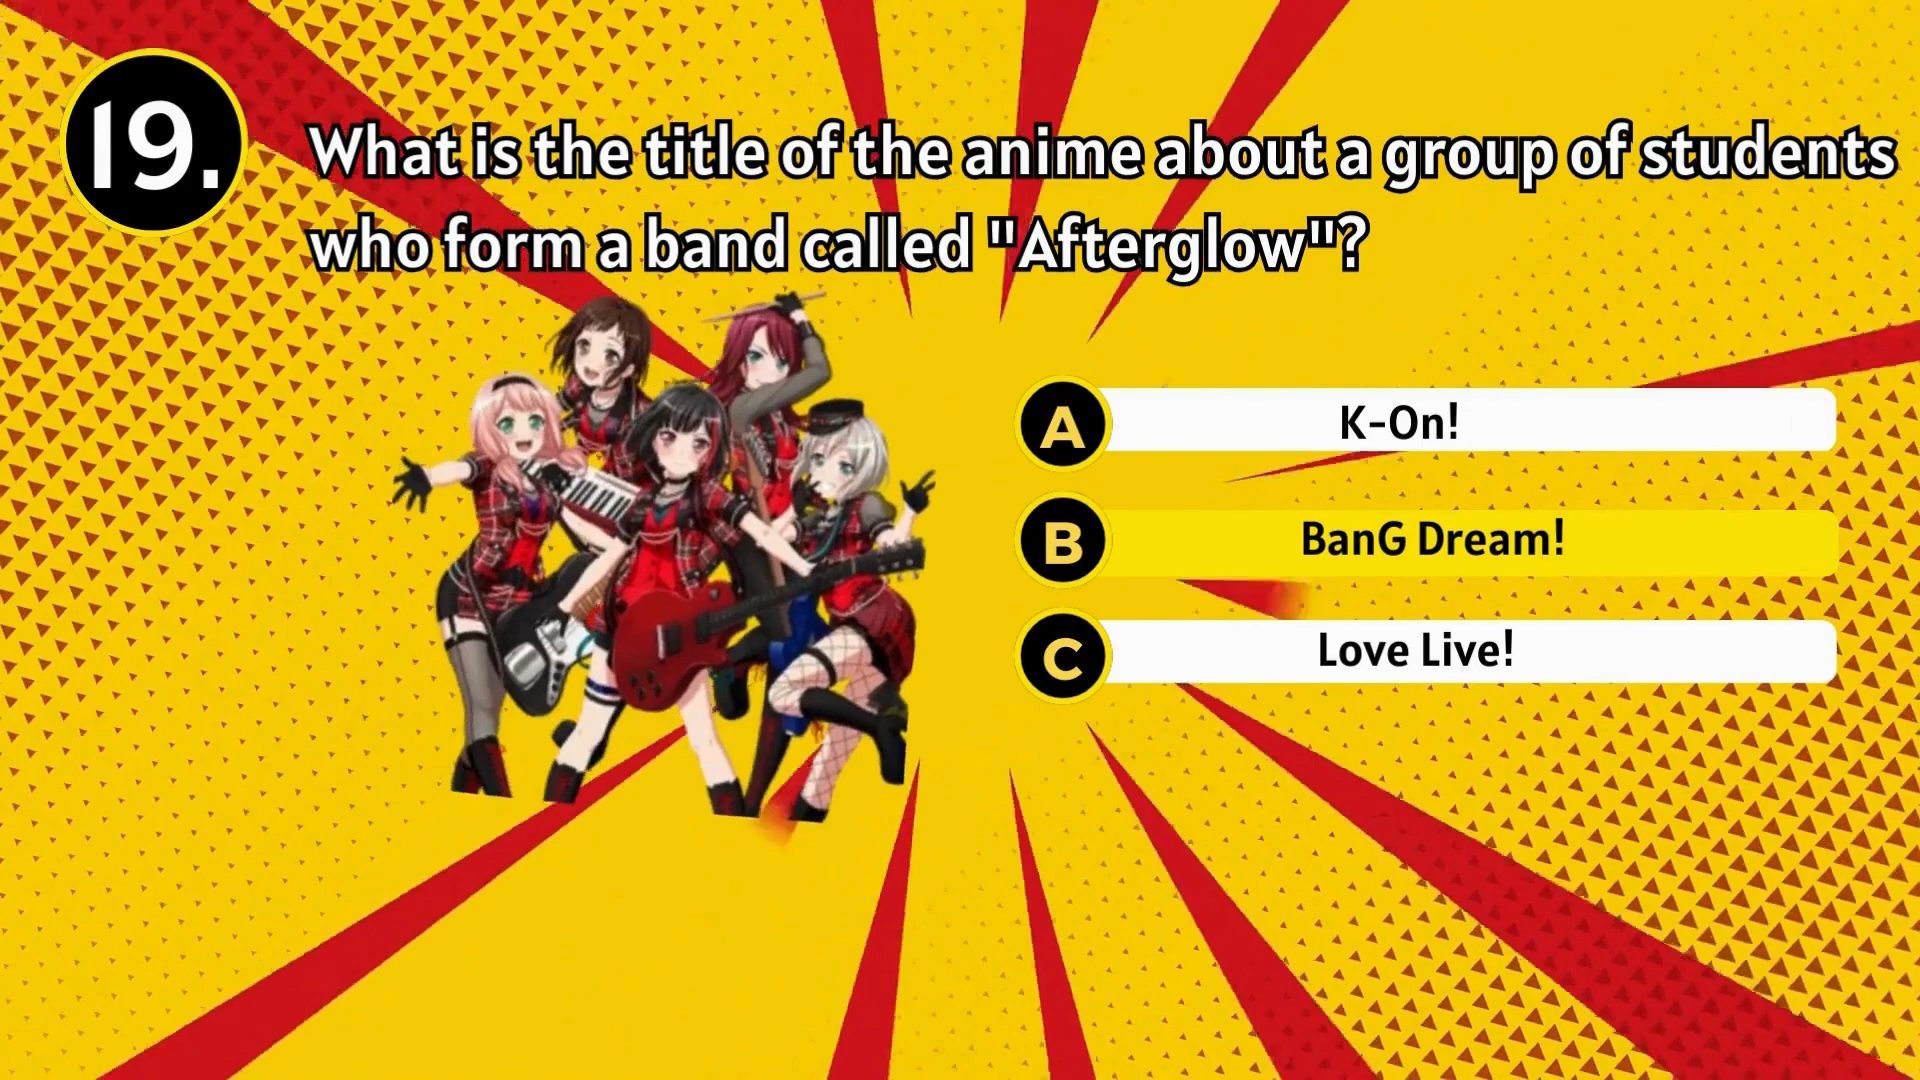 19.
What is the title of the anime about a group of students
who form a band called "Afterglow"?
A K-On!
B BanG Dream!
C Love Live!